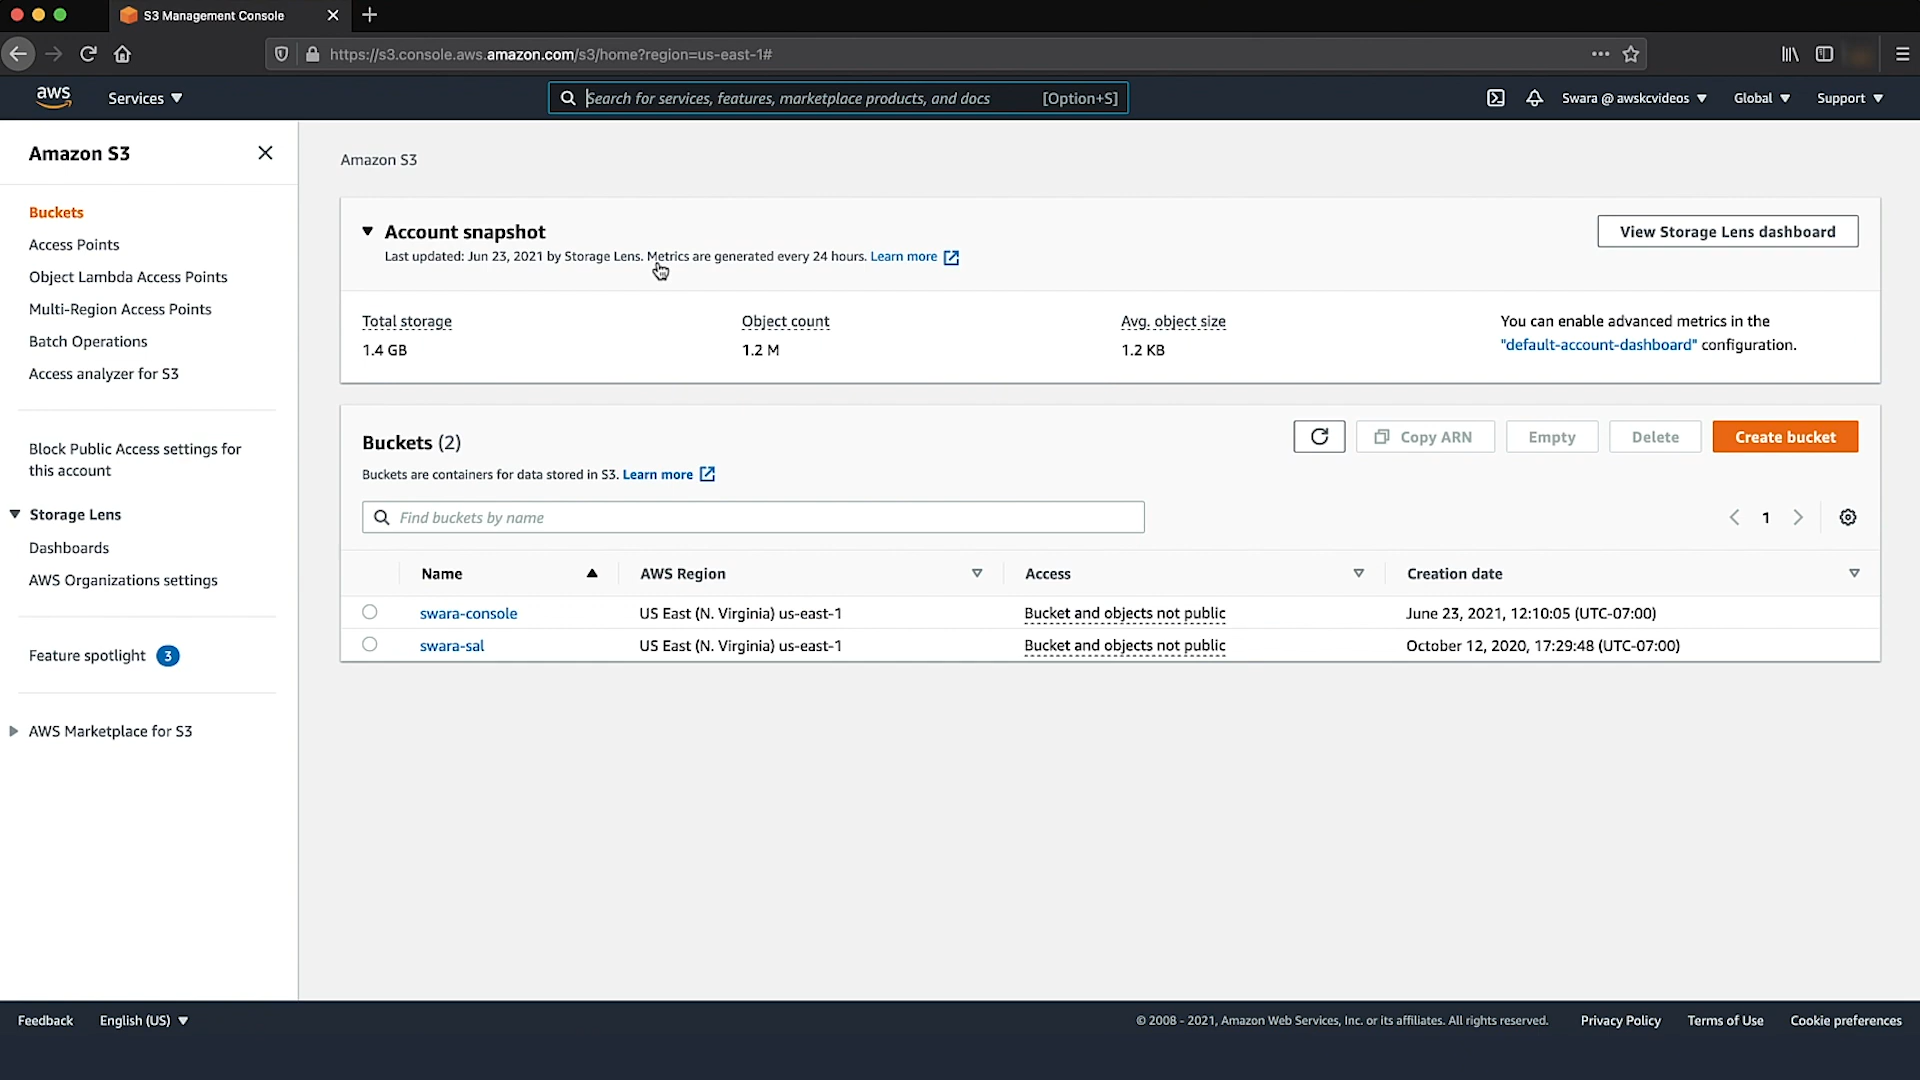 S3 Management Console
https://s3.console.aws.amazon.com/s3/home?region=us-east-1#
aws
Services
Search for services, features, marketplace products, and docs
[Option+S]
Swara @ awskcvideos
Global
Support
Amazon S3
Buckets
Access Points
Object Lambda Access Points
Multi-Region Access Points
Batch Operations
Access analyzer for S3
Block Public Access settings for
this account
Storage Lens
Dashboards
AWS Organizations settings
Feature spotlight 3
AWS Marketplace for S3
Amazon S3
Account snapshot
Last updated: Jun 23, 2021 by Storage Lens. Metrics are generated every 24 hours. Learn more
View Storage Lens dashboard
Total storage
1.4 GB
Object count
1.2 M
Avg. object size
1.2 KB
You can enable advanced metrics in the
"default-account-dashboard" configuration.
Buckets (2)
Buckets are containers for data stored in S3. Learn more
Copy ARN
Empty
Delete
Create bucket
Find buckets by name
1
Name AWS Region Access Creation date
swara-console US East (N. Virginia) us-east-1 Bucket and objects not public June 23, 2021, 12:10:05 (UTC-07:00)
swara-sal US East (N. Virginia) us-east-1 Bucket and objects not public October 12, 2020, 17:29:48 (UTC-07:00)
Feedback
English (US)
© 2008 - 2021, Amazon Web Services, Inc. or its affiliates. All rights reserved.
Privacy Policy
Terms of Use
Cookie preferences